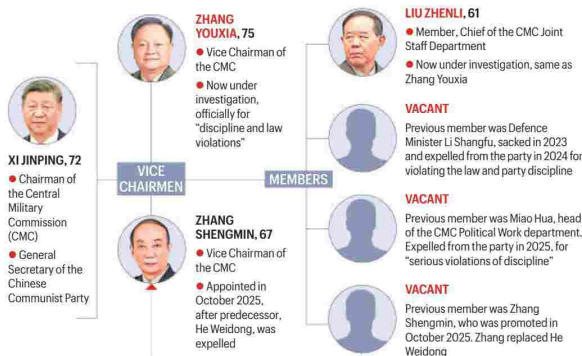 XI JINPING, 72
● Chairman of
the Central
Military
Commission
(CMC)
● General
Secretary of the
Chinese
Communist Party
VICE
CHAIRMEN
ZHANG
YOUXIA, 75
● Vice Chairman of
the CMC
● Now under
investigation,
officially for
“discipline and law
violations”
ZHANG
SHENGMIN, 67
● Vice Chairman of
the CMC
● Appointed in
October 2025,
after predecessor,
He Weidong, was
expelled
MEMBERS
LIU ZHENLI, 61
● Member, Chief of the CMC Joint
Staff Department
● Now under investigation, same as
Zhang Youxia
VACANT
Previous member was Defence
Minister Li Shangfu, sacked in 2023
and expelled from the party in 2024 for
violating the law and party discipline
VACANT
Previous member was Miao Hua, head
of the CMC Political Work department.
Expelled from the party in 2025, for
“serious violations of discipline”
VACANT
Previous member was Zhang
Shengmin, who was promoted in
October 2025. Zhang replaced He
Weidong